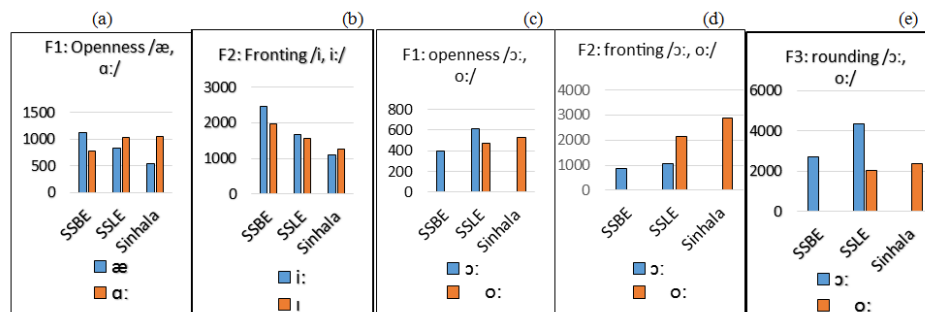 (a)
(b)
(c)
(d)
(e)
F1: Openness /æ,
ɑː/
1500
1000
500
0
SSBE
SSLE
Sinhala
æ
ɑː
F2: Fronting /i, iː/
3000
2000
1000
0
SSBE
SSLE
Sinhala
iː
ı
F1: openness /ɔː,
oː/
800
600
400
200
0
SSBE
SSLE
Sinhala
ɔː
oː
F2: fronting /ɔː, oː/
4000
3000
2000
1000
0
SSBE
SSLE
Sinhala
ɔː
oː
F3: rounding /ɔː,
oː/
6000
4000
2000
0
SSBE
SSLE
Sinhala
ɔː
oː